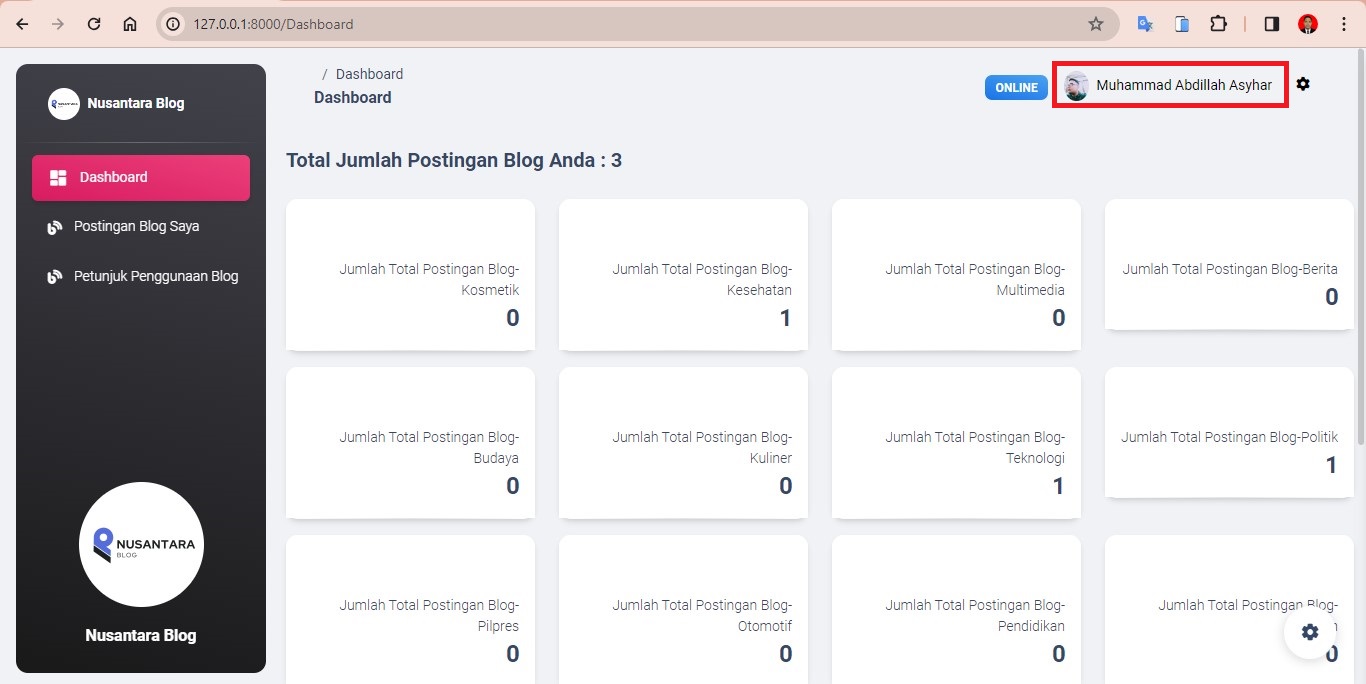 127.0.0.1:8000/Dashboard
Nusantara Blog
/ Dashboard
Dashboard
ONLINE
Muhammad Abdillah Asyhar
Dashboard
Postingan Blog Saya
Petunjuk Penggunaan Blog
NUSANTARA
BLOG
Nusantara Blog
Total Jumlah Postingan Blog Anda : 3
Jumlah Total Postingan Blog-
Kosmetik
0
Jumlah Total Postingan Blog-
Kesehatan
1
Jumlah Total Postingan Blog-
Multimedia
0
Jumlah Total Postingan Blog-Berita
0
Jumlah Total Postingan Blog-
Budaya
0
Jumlah Total Postingan Blog-
Kuliner
0
Jumlah Total Postingan Blog-
Teknologi
1
Jumlah Total Postingan Blog-Politik
1
Jumlah Total Postingan Blog-
Pilpres
0
Jumlah Total Postingan Blog-
Otomotif
0
Jumlah Total Postingan Blog-
Pendidikan
0
Jumlah Total Postingan Blog-
0